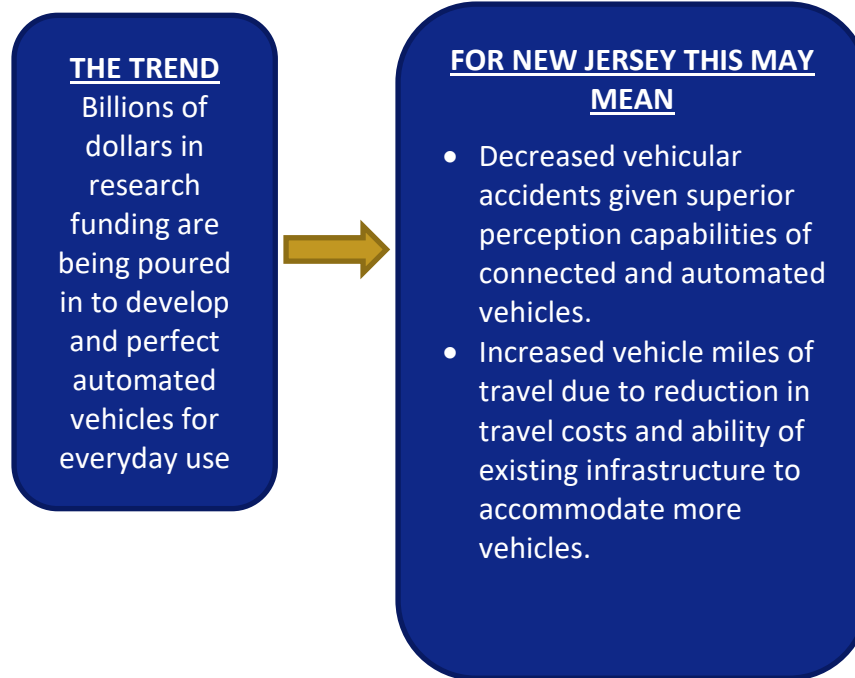 THE TREND
Billions of
dollars in
research
funding are
being poured
in to develop
and perfect
automated
vehicles for
everyday use
FOR NEW JERSEY THIS MAY
MEAN
• Decreased vehicular
accidents given superior
perception capabilities of
connected and automated
vehicles.
• Increased vehicle miles of
travel due to reduction in
travel costs and ability of
existing infrastructure to
accommodate more
vehicles.